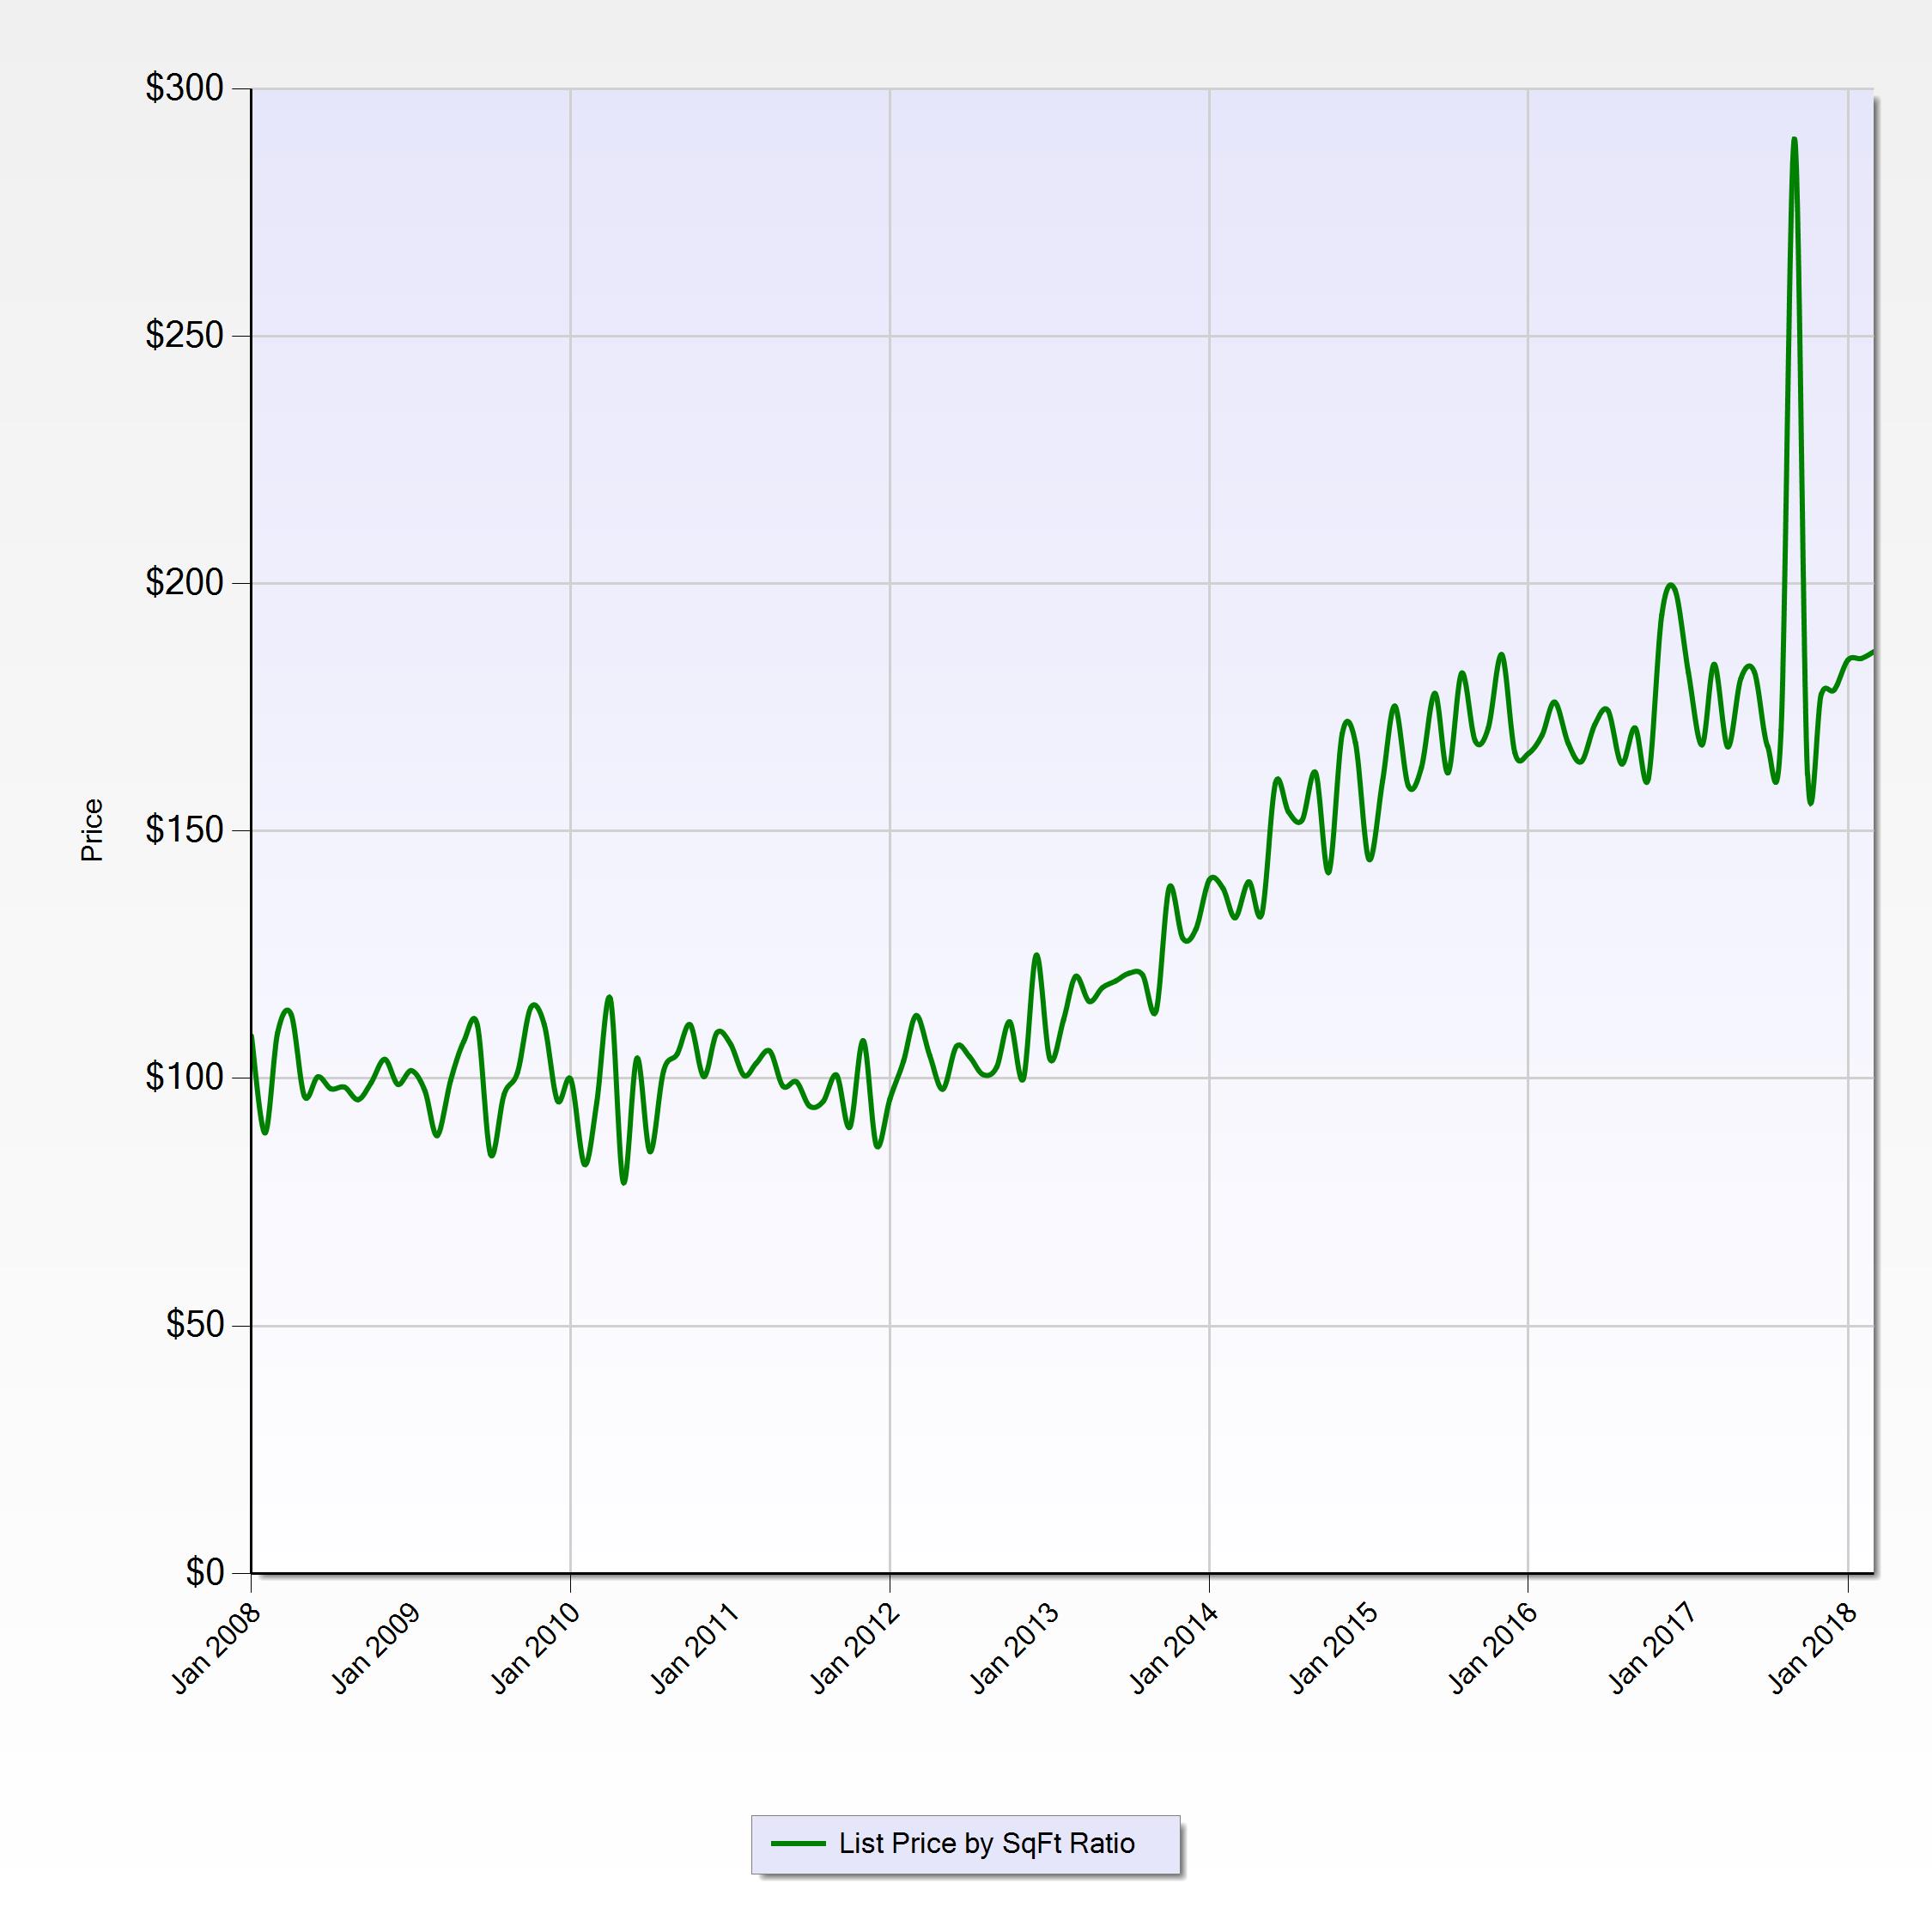 $300
$250
$200
$150
$100
$50
$0
Price
Jan 2008
Jan 2009
Jan 2010
Jan 2011
Jan 2012
Jan 2013
Jan 2014
Jan 2015
Jan 2016
Jan 2017
Jan 2018
List Price by SqFt Ratio